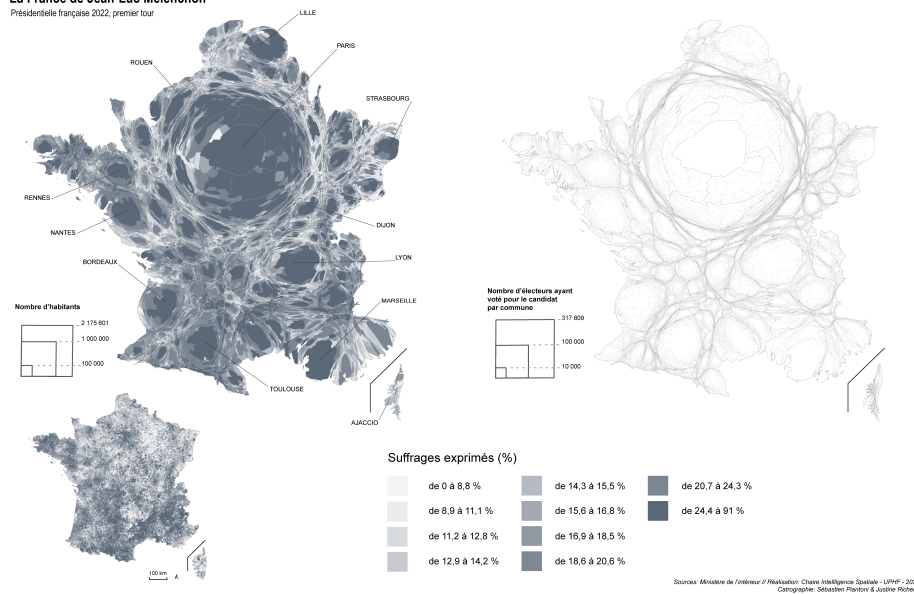 La France de Jean-Luc Mélenchon
Présidentielle française 2022, premier tour
LILLE
PARIS
ROUEN
STRASBOURG
RENNES
NANTES
DIJON
LYON
BORDEAUX
MARSEILLE
TOULOUSE
AJACCIO
Nombre d'habitants
2 175 601
1 000 000
100 000
Nombre d'électeurs ayant
voté pour le candidat
par commune
317 809
100 000
10 000
100 km
Suffrages exprimés (%)
de 0 à 8,8 %
de 8,9 à 11,1 %
de 11,2 à 12,8 %
de 12,9 à 14,2 %
de 14,3 à 15,5 %
de 15,6 à 16,8 %
de 16,9 à 18,5 %
de 18,6 à 20,6 %
de 20,7 à 24,3 %
de 24,4 à 91 %
Sources: Ministère de l'intérieur // Réalisation: Chaire Intelligence Spatiale - UPHF - 202
Catrographie: Sébastien Piantoni & Justine Richel